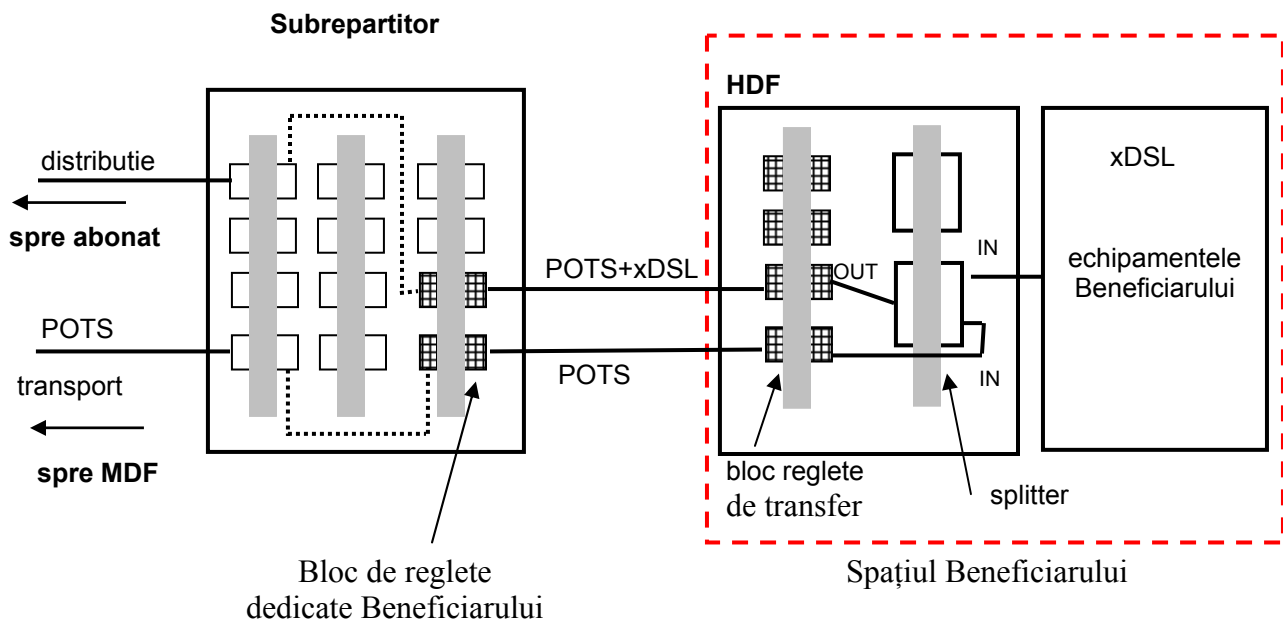 Subrepartitor
HDF
distributie
spre abonat
POTS
transport
spre MDF
POTS+xDSL
POTS
OUT
IN
IN
xDSL
echipamentele
Beneficiarului
bloc reglete
de transfer
splitter
Bloc de reglete
dedicate Beneficiarului
Spațiul Beneficiarului